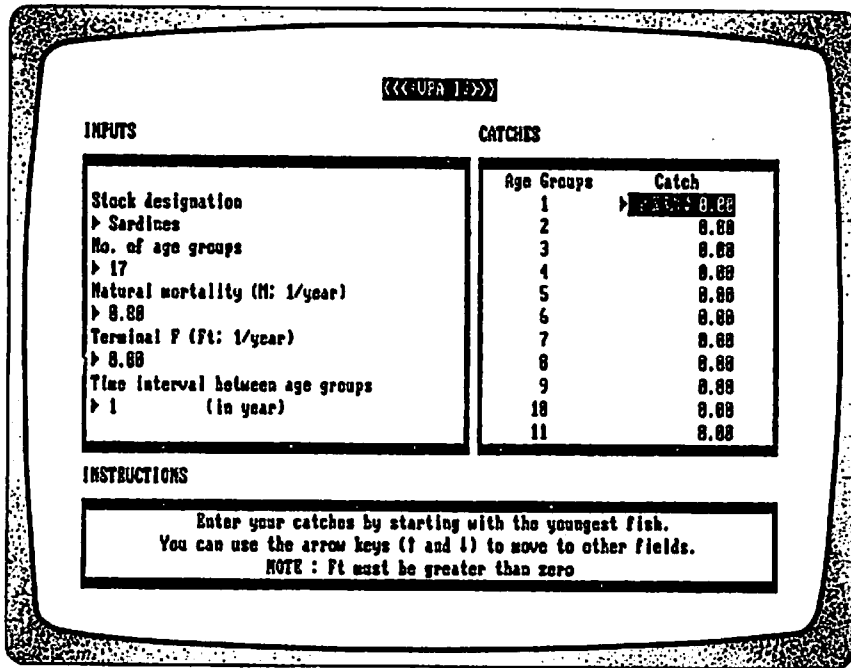 <<<:VPA I:>>>
INPUTS
Stock designation
▶ Sardines
No. of age groups
▶ 17
Natural mortality (M; 1/year)
▶ 0.00
Terminal F (Ft; 1/year)
▶ 0.00
Time interval between age groups
▶ 1 (in year)
CATCHES
Age Groups Catch
1 ▶ 0.00
2 0.00
3 0.00
4 0.00
5 0.00
6 0.00
7 0.00
8 0.00
9 0.00
10 0.00
11 0.00
INSTRUCTIONS
Enter your catches by starting with the youngest fish.
You can use the arrow keys (↑ and ↓) to move to other fields.
NOTE : Ft must be greater than zero